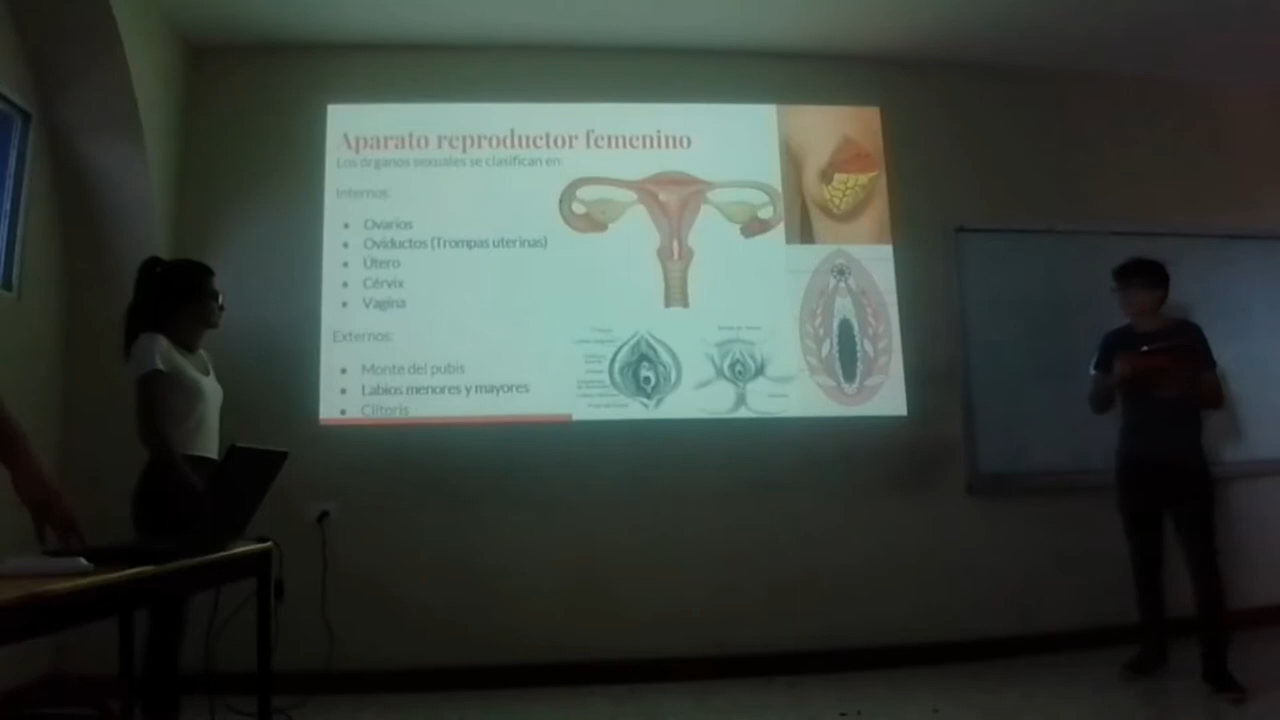 Aparato reproductor femenino
Los órganos sexuales se clasifican en:
Internos:
Ovarios
Oviductos (Trompas uterinas)
Útero
Cérvix
Vagina
Externos:
Monte del pubis
Labios menores y mayores
Clítoris